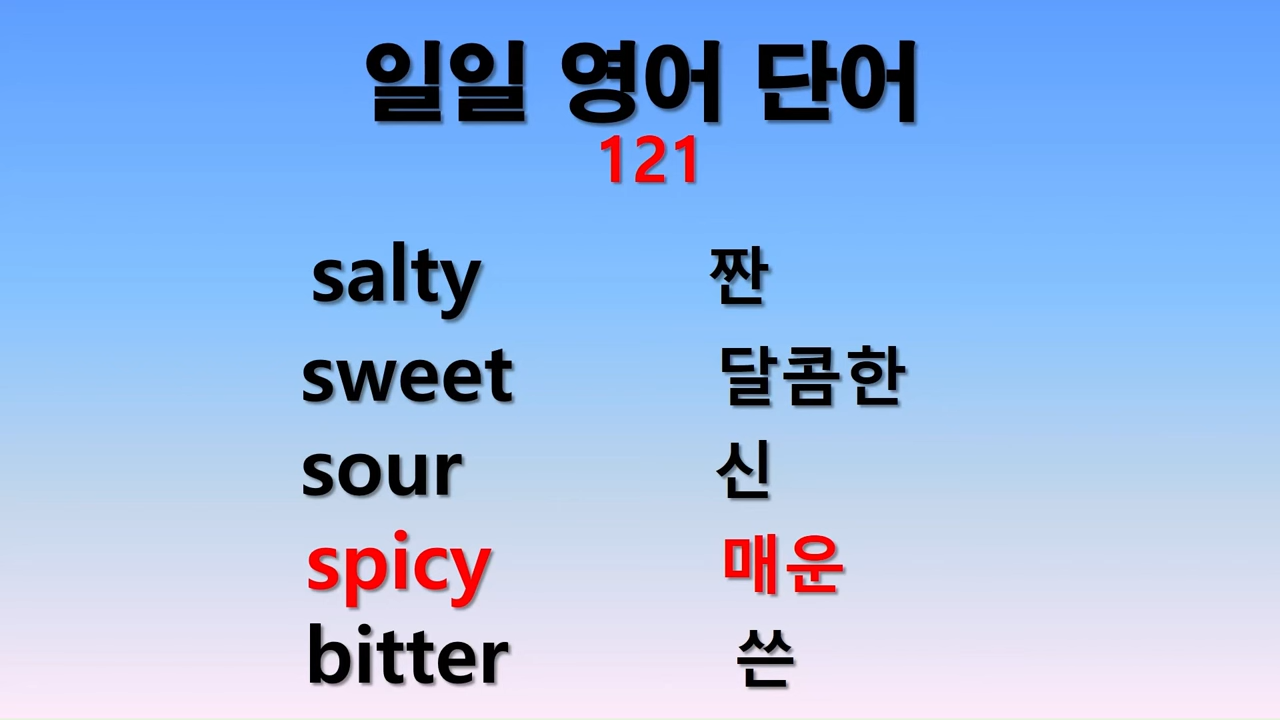 일일 영어 단어
121
salty 짠
sweet 달콤한
sour 신
spicy 매운
bitter 쓴